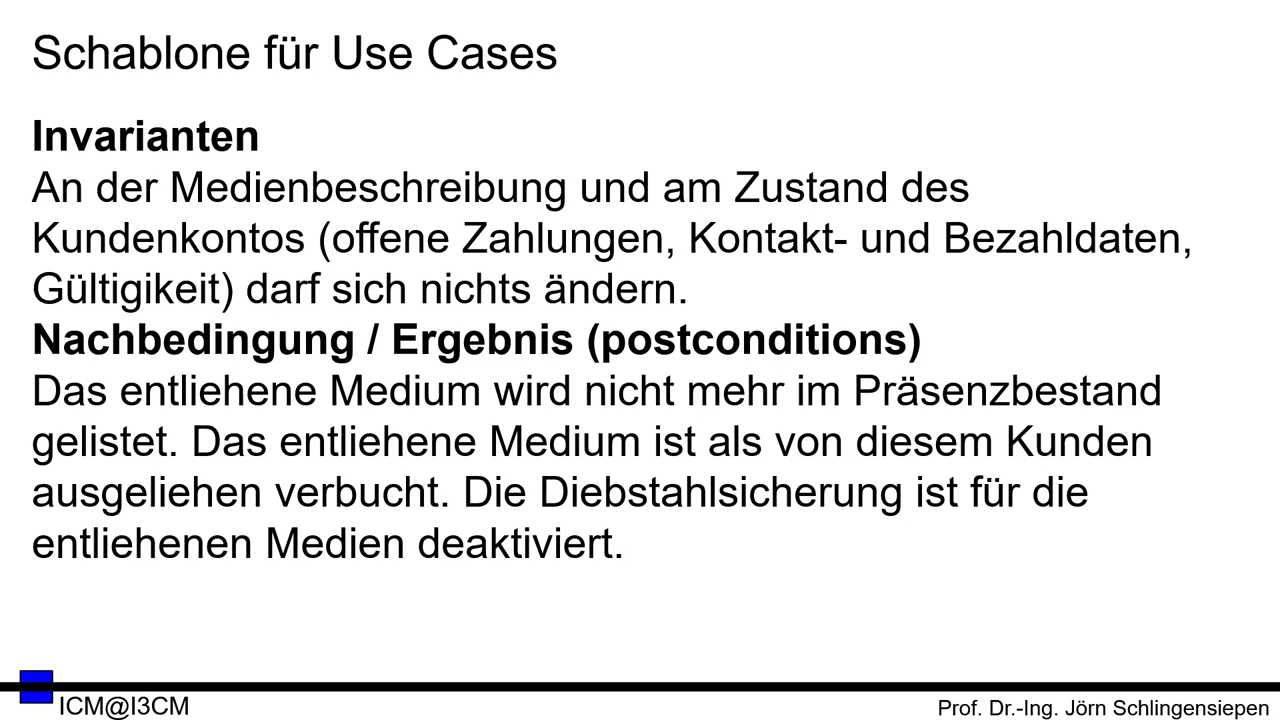 Schablone für Use Cases
Invarianten
An der Medienbeschreibung und am Zustand des
Kundenkontos (offene Zahlungen, Kontakt- und Bezahldaten,
Gültigikeit) darf sich nichts ändern.
Nachbedingung / Ergebnis (postconditions)
Das entliehene Medium wird nicht mehr im Präsenzbestand
gelistet. Das entliehene Medium ist als von diesem Kunden
ausgeliehen verbucht. Die Diebstahlsicherung ist für die
entliehenen Medien deaktiviert.
ICM@I3CM
Prof. Dr.-Ing. Jörn Schlingensiepen